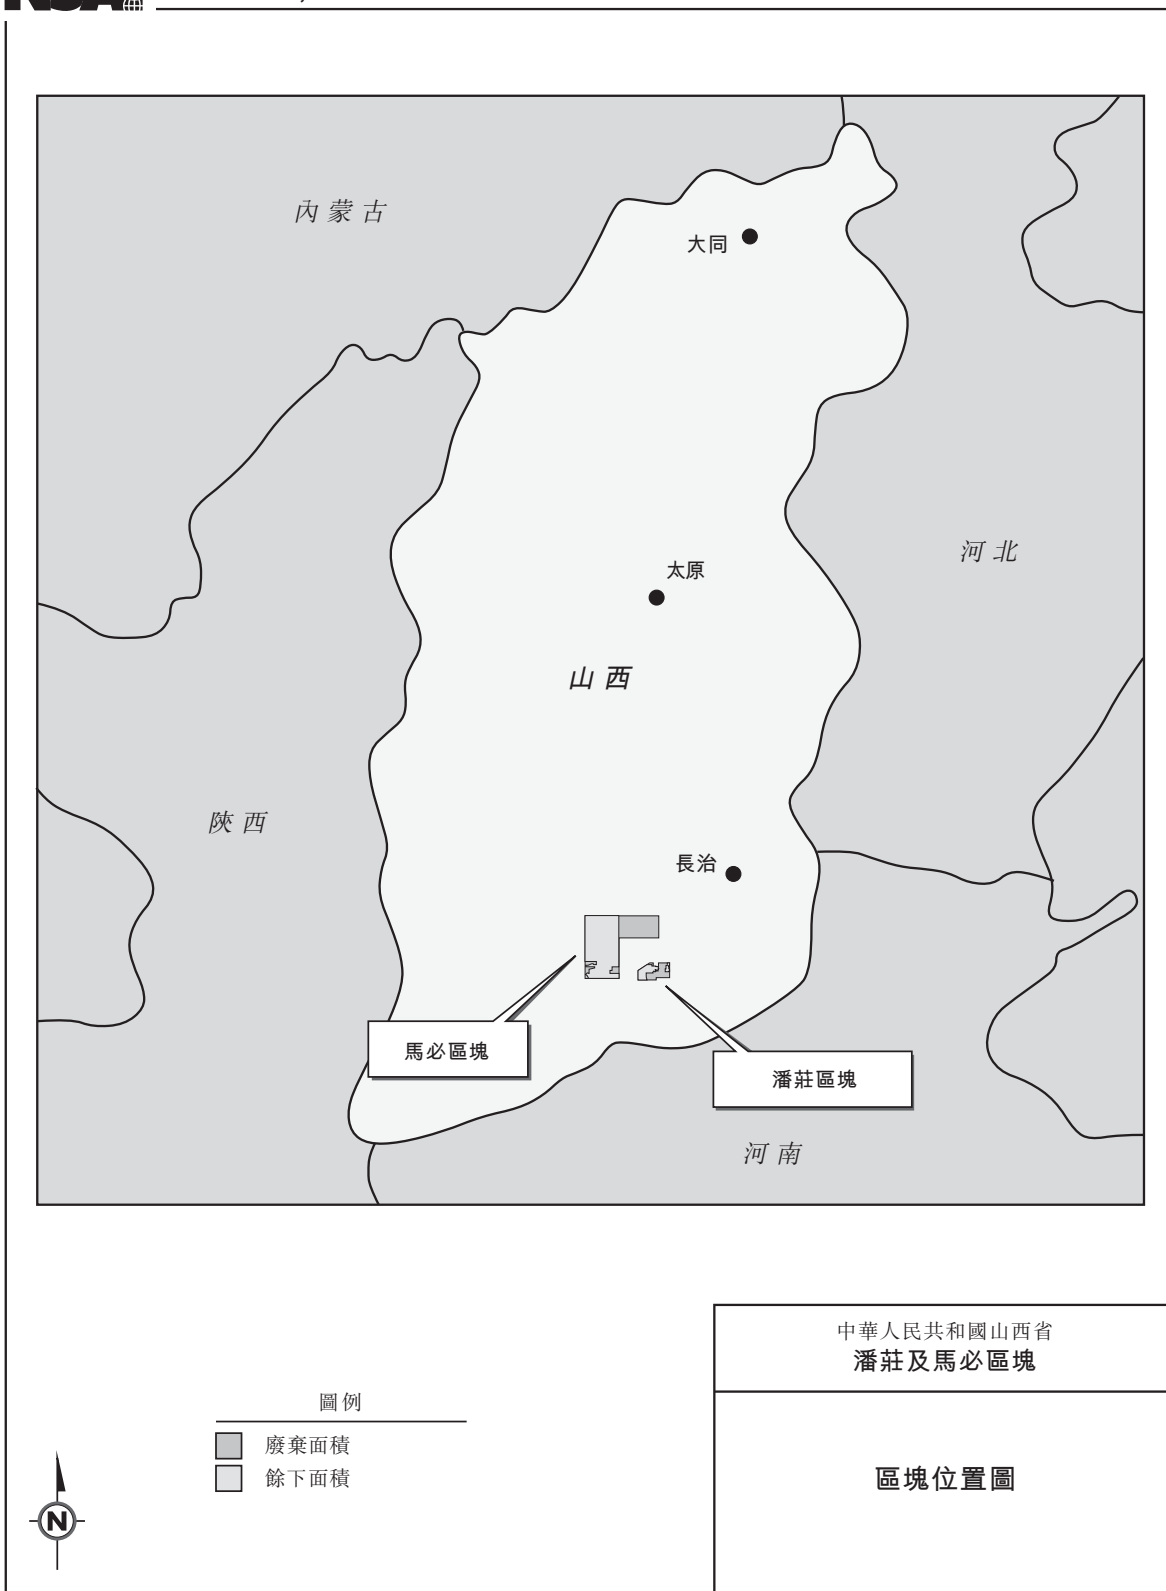 內蒙古
大同
河北
太原
山西
陝西
長治
馬必區塊
潘莊區塊
河南
中華人民共和國山西省
潘莊及馬必區塊
圖例
廢棄面積
餘下面積
區塊位置圖
N